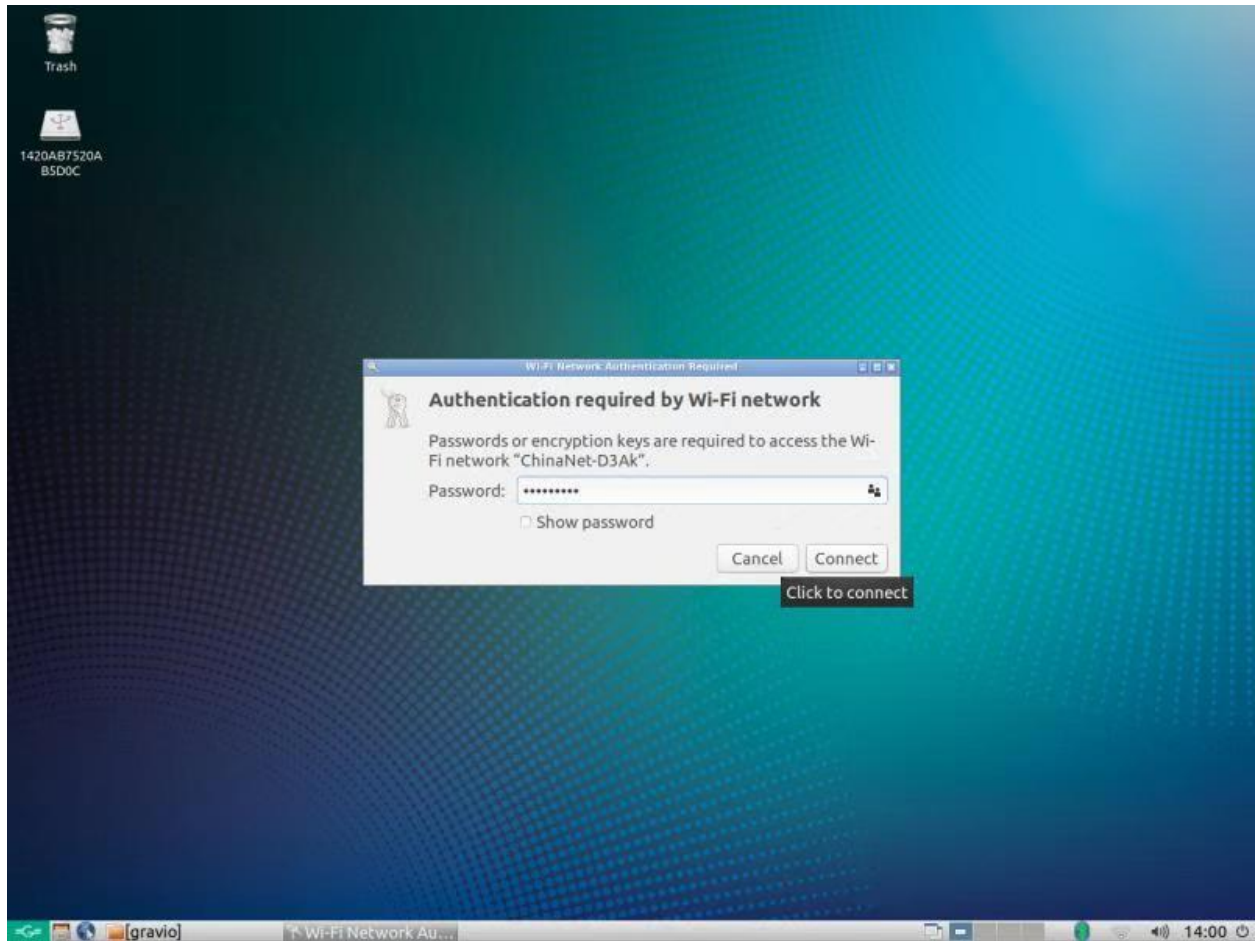 Trash
1420AB7520A
B5D0C
Wi-Fi Network Authentication Required
Authentication required by Wi-Fi network
Passwords or encryption keys are required to access the Wi-
Fi network “ChinaNet-D3Ak”.
Password: •••••••••
Show password
Cancel Connect
Click to connect
[gravio] Wi-Fi Network Au... 14:00